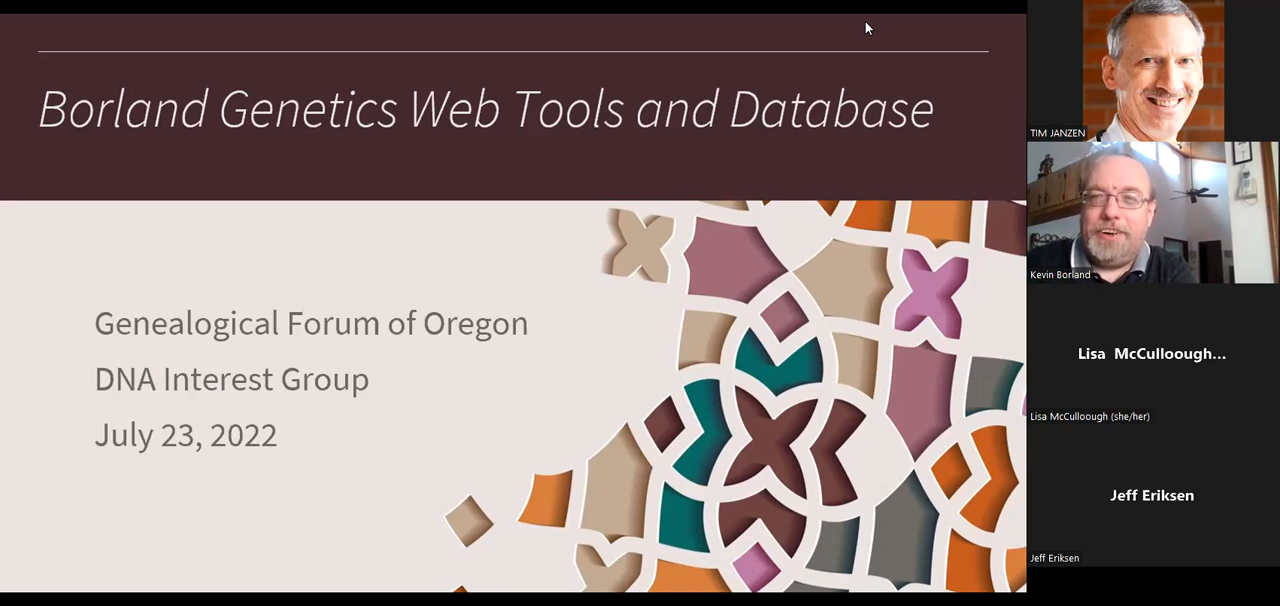 Borland Genetics Web Tools and Database
Genealogical Forum of Oregon
DNA Interest Group
July 23, 2022
TIM JANZEN
Kevin Borland
Lisa McCulloough...
Lisa McCulloough (she/her)
Jeff Eriksen
Jeff Eriksen